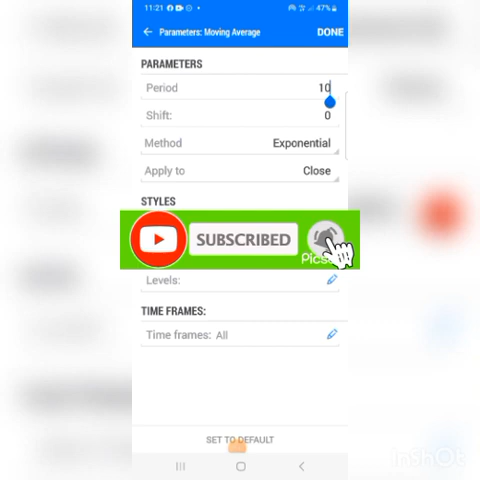 11:21
47%
Parameters: Moving Average
DONE
PARAMETERS
Period 10
Shift: 0
Method Exponential
Apply to Close
STYLES
SUBSCRIBED
Levels:
TIME FRAMES:
Time frames: All
SET TO DEFAULT
InShOt